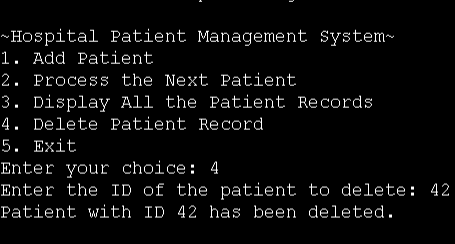 ~Hospital Patient Management System~
1. Add Patient
2. Process the Next Patient
3. Display All the Patient Records
4. Delete Patient Record
5. Exit
Enter your choice: 4
Enter the ID of the patient to delete: 42
Patient with ID 42 has been deleted.